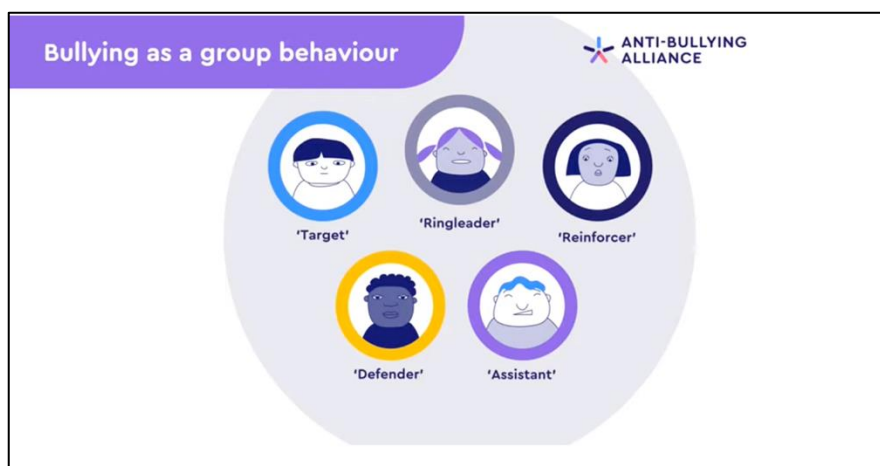 Bullying as a group behaviour
ANTI-BULLYING
ALLIANCE
'Target'
'Ringleader'
'Reinforcer'
'Defender'
'Assistant'